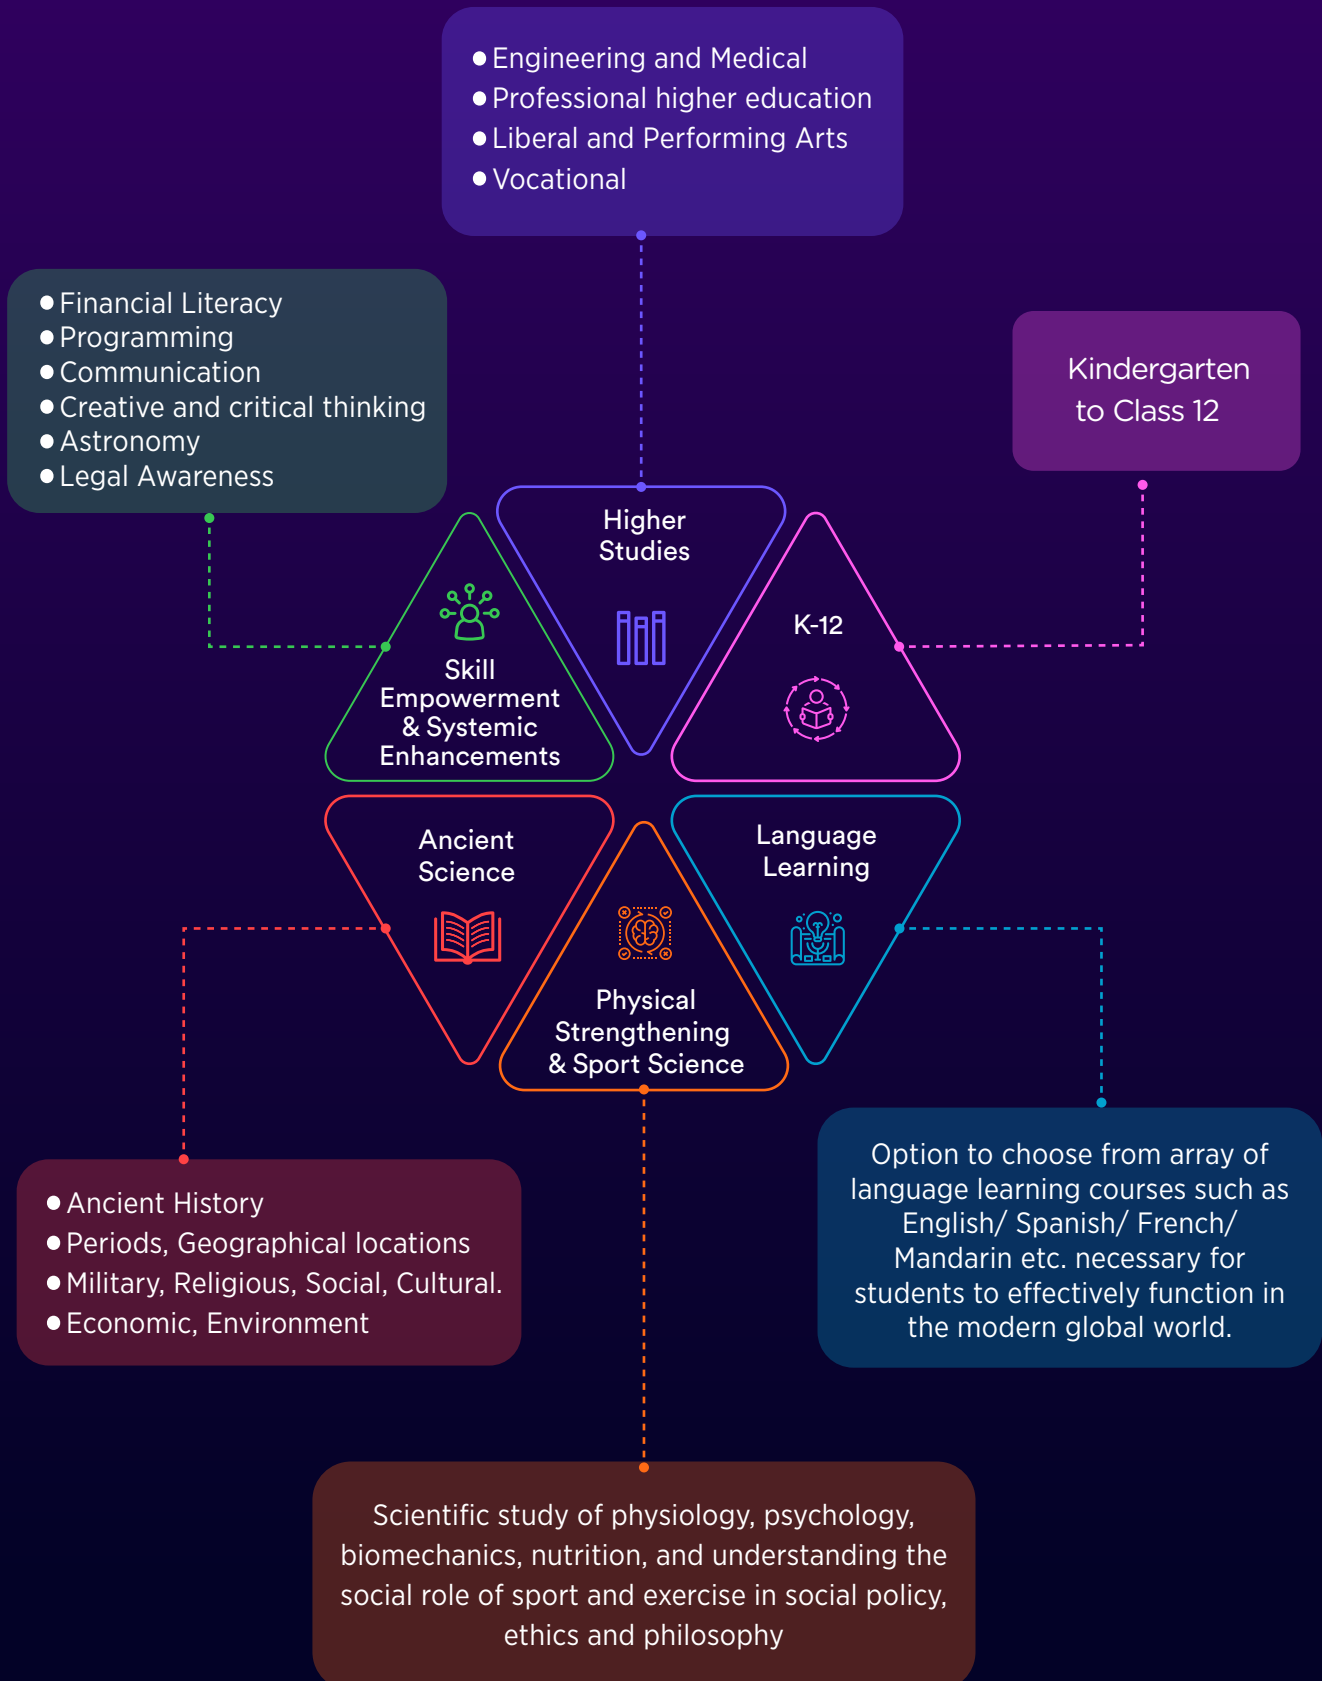 ● Engineering and Medical
● Professional higher education
● Liberal and Performing Arts
● Vocational
● Financial Literacy
● Programming
● Communication
● Creative and critical thinking
● Astronomy
● Legal Awareness
Kindergarten
to Class 12
Higher
Studies
K-12
Skill
Empowerment
& Systemic
Enhancements
Ancient
Science
Language
Learning
Physical
Strengthening
& Sport Science
● Ancient History
● Periods, Geographical locations
● Military, Religious, Social, Cultural.
● Economic, Environment
Option to choose from array of
language learning courses such as
English/ Spanish/ French/
Mandarin etc. necessary for
students to effectively function in
the modern global world.
Scientific study of physiology, psychology,
biomechanics, nutrition, and understanding the
social role of sport and exercise in social policy,
ethics and philosophy